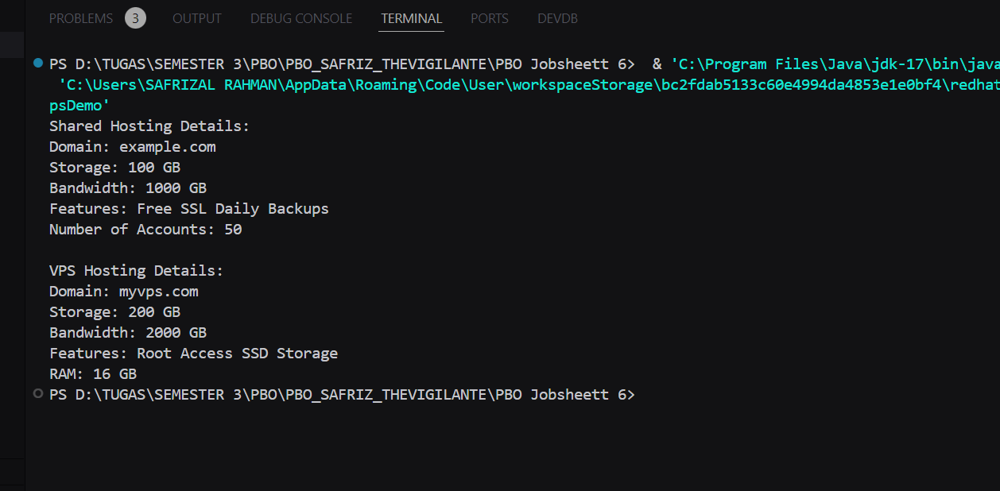 PROBLEMS 3 OUTPUT DEBUG CONSOLE TERMINAL PORTS DEVDB
PS D:\TUGAS\SEMESTER 3\PBO\PBO_SAFRIZ_THEVIGILANTE\PBO Jobsheett 6>  & 'C:\Program Files\Java\jdk-17\bin\java
'C:\Users\SAFRIZAL RAHMAN\AppData\Roaming\Code\User\workspaceStorage\bc2fdab5133c60e4994da4853e1e0bf4\redhat
psDemo'
Shared Hosting Details:
Domain: example.com
Storage: 100 GB
Bandwidth: 1000 GB
Features: Free SSL Daily Backups
Number of Accounts: 50

VPS Hosting Details:
Domain: myvps.com
Storage: 200 GB
Bandwidth: 2000 GB
Features: Root Access SSD Storage
RAM: 16 GB
PS D:\TUGAS\SEMESTER 3\PBO\PBO_SAFRIZ_THEVIGILANTE\PBO Jobsheett 6>